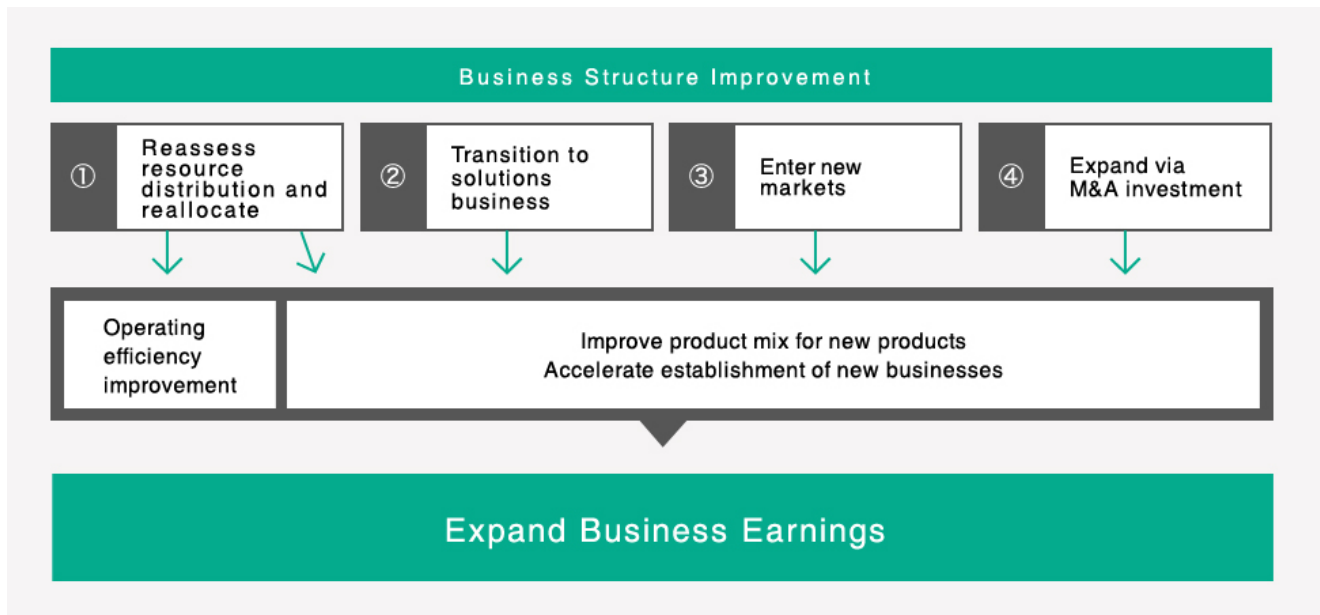 Business Structure Improvement
①
Reassess
resource
distribution and
reallocate
②
Transition to
solutions
business
③
Enter new
markets
④
Expand via
M&A investment
Operating
efficiency
improvement
Improve product mix for new products
Accelerate establishment of new businesses
Expand Business Earnings